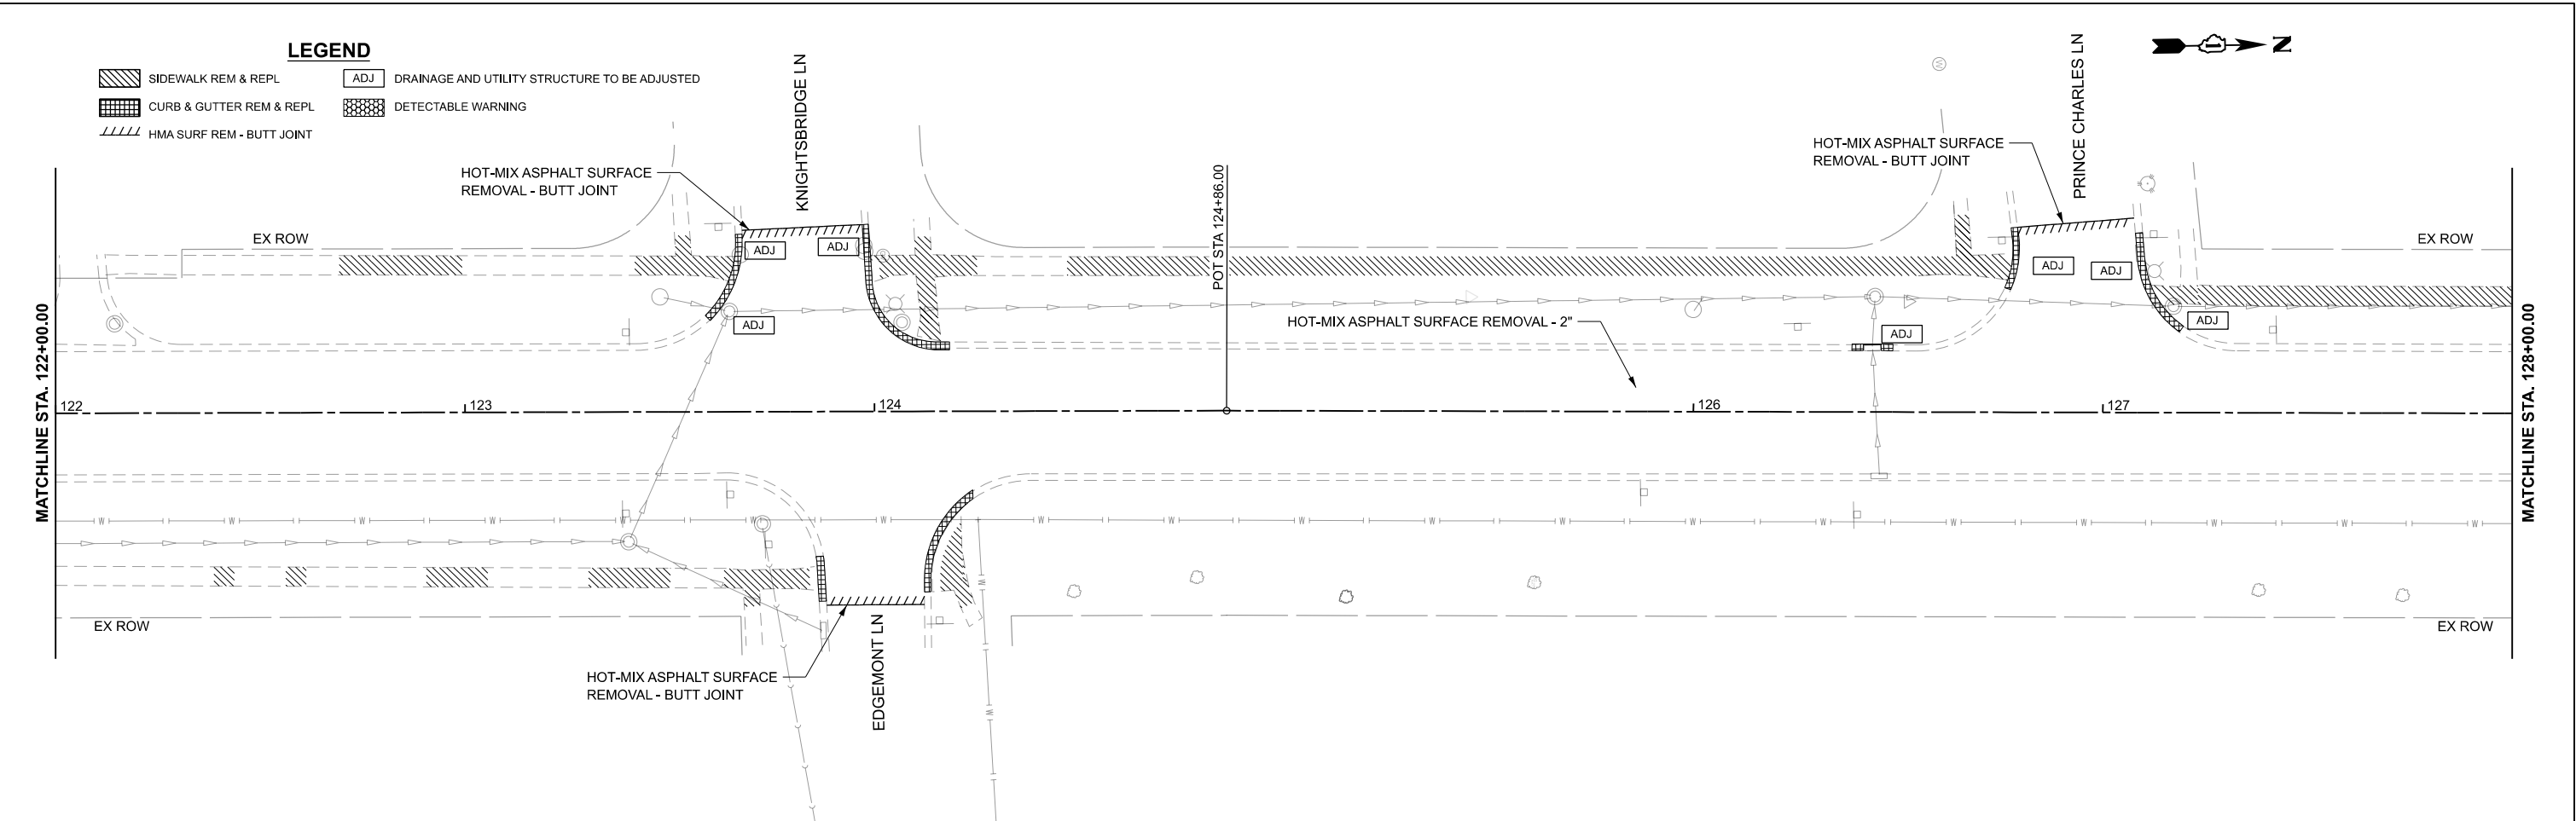 LEGEND
SIDEWALK REM & REPL
ADJ DRAINAGE AND UTILITY STRUCTURE TO BE ADJUSTED
CURB & GUTTER REM & REPL
DETECTABLE WARNING
HMA SURF REM - BUTT JOINT
N
KNIGHTSBRIDGE LN
PRINCE CHARLES LN
HOT-MIX ASPHALT SURFACE
REMOVAL - BUTT JOINT
HOT-MIX ASPHALT SURFACE
REMOVAL - BUTT JOINT
W
EX ROW
EX ROW
ADJ
ADJ
ADJ
ADJ
POT STA 124+86.00
ADJ
ADJ
ADJ
HOT-MIX ASPHALT SURFACE REMOVAL - 2"
MATCHLINE STA. 122+00.00
MATCHLINE STA. 128+00.00
122
123
124
126
127
W W W W W W W W W W W W W W W W W W W
W
W
EX ROW
EX ROW
HOT-MIX ASPHALT SURFACE
REMOVAL - BUTT JOINT
EDGEMONT LN